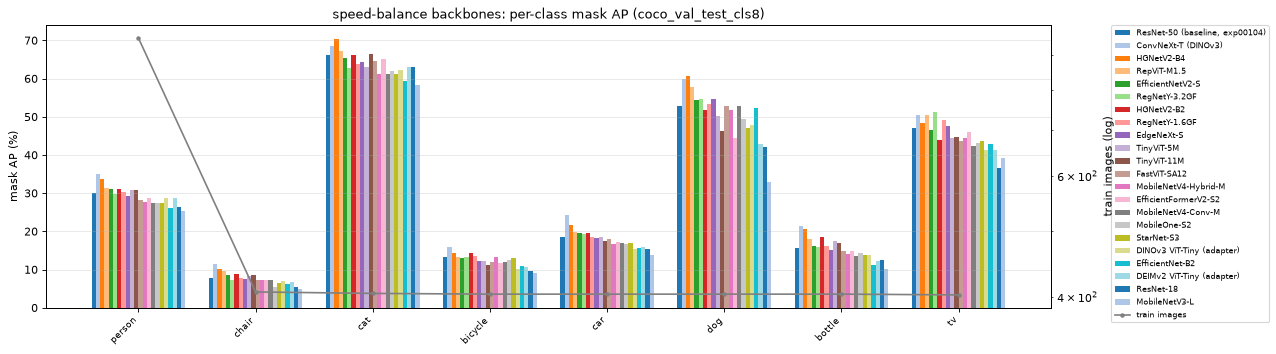 speed-balance backbones: per-class mask AP (coco_val_test_cls8)
mask AP (%)
70
60
50
40
30
20
10
0
person
chair
cat
bicycle
car
dog
bottle
tv
6 × 10²
4 × 10²
train images (log)
ResNet-50 (baseline, exp00104)
ConvNeXt-T (DINOv3)
HGNetV2-B4
RepViT-M1.5
EfficientNetV2-S
RegNetY-3.2GF
HGNetV2-B2
RegNetY-1.6GF
EdgeNeXt-S
TinyViT-5M
TinyViT-11M
FastViT-SA12
MobileNetV4-Hybrid-M
EfficientFormerV2-S2
MobileNetV4-Conv-M
MobileOne-S2
StarNet-S3
DINOv3 ViT-Tiny (adapter)
EfficientNet-B2
DEIMv2 ViT-Tiny (adapter)
ResNet-18
MobileNetV3-L
train images